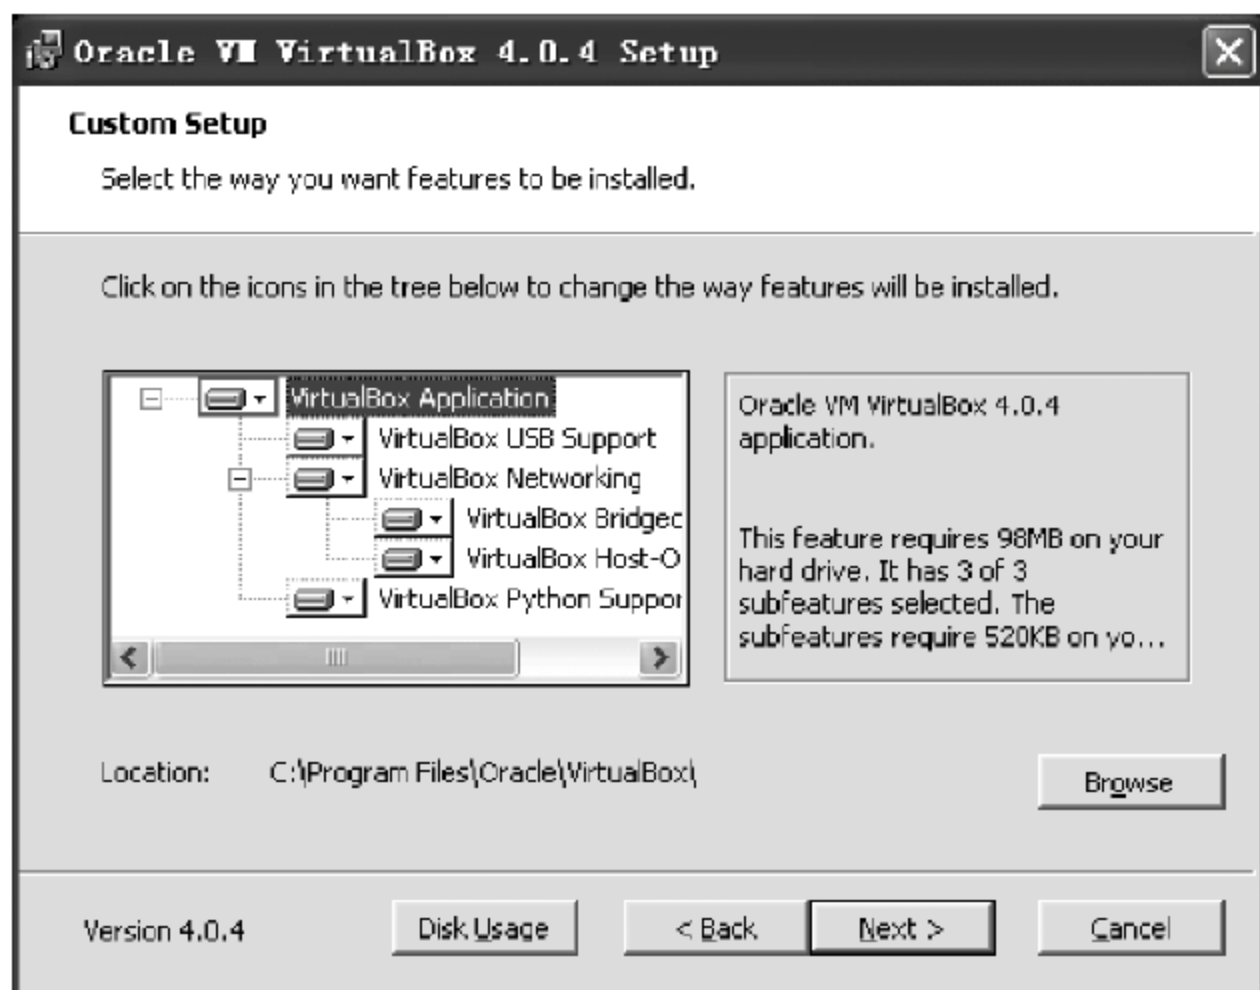 Oracle VM VirtualBox 4.0.4 Setup
Custom Setup
Select the way you want features to be installed.
Click on the icons in the tree below to change the way features will be installed.
VirtualBox Application
VirtualBox USB Support
VirtualBox Networking
VirtualBox Bridgec
VirtualBox Host-O
VirtualBox Python Suppor
Oracle VM VirtualBox 4.0.4
application.
This feature requires 98MB on your
hard drive. It has 3 of 3
subfeatures selected. The
subfeatures require 520KB on yo...
Location: C:\Program Files\Oracle\VirtualBox\
Browse
Version 4.0.4
Disk Usage
< Back
Next >
Cancel